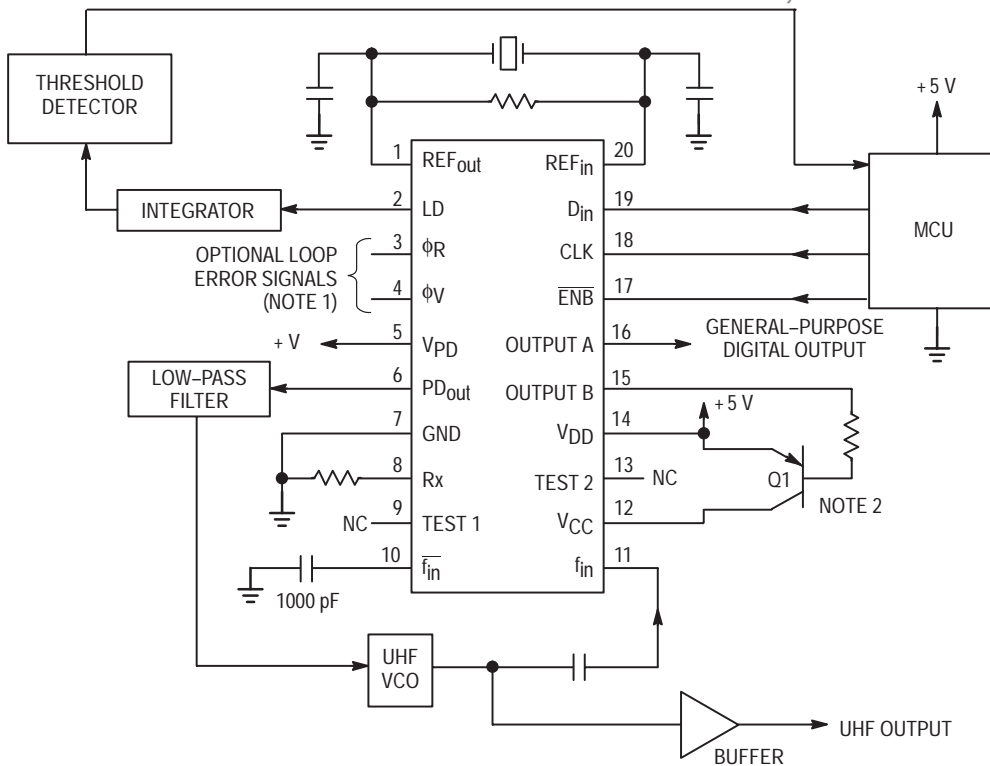 THRESHOLD
DETECTOR
INTEGRATOR
OPTIONAL LOOP
ERROR SIGNALS
(NOTE 1)
+ V
LOW–PASS
FILTER
NC
1000 pF
1 REFout
2 LD
3 ϕR
4 ϕV
5 VPD
6 PDout
7 GND
8 Rx
9 TEST 1
10 f̅i̅n̅
REFin 20
Din 19
CLK 18
E̅N̅B̅ 17
OUTPUT A 16
OUTPUT B 15
VDD 14
TEST 2 13
VCC 12
fin 11
+ 5 V
MCU
GENERAL–PURPOSE
DIGITAL OUTPUT
+ 5 V
NC
Q1
NOTE 2
UHF
VCO
BUFFER
UHF OUTPUT